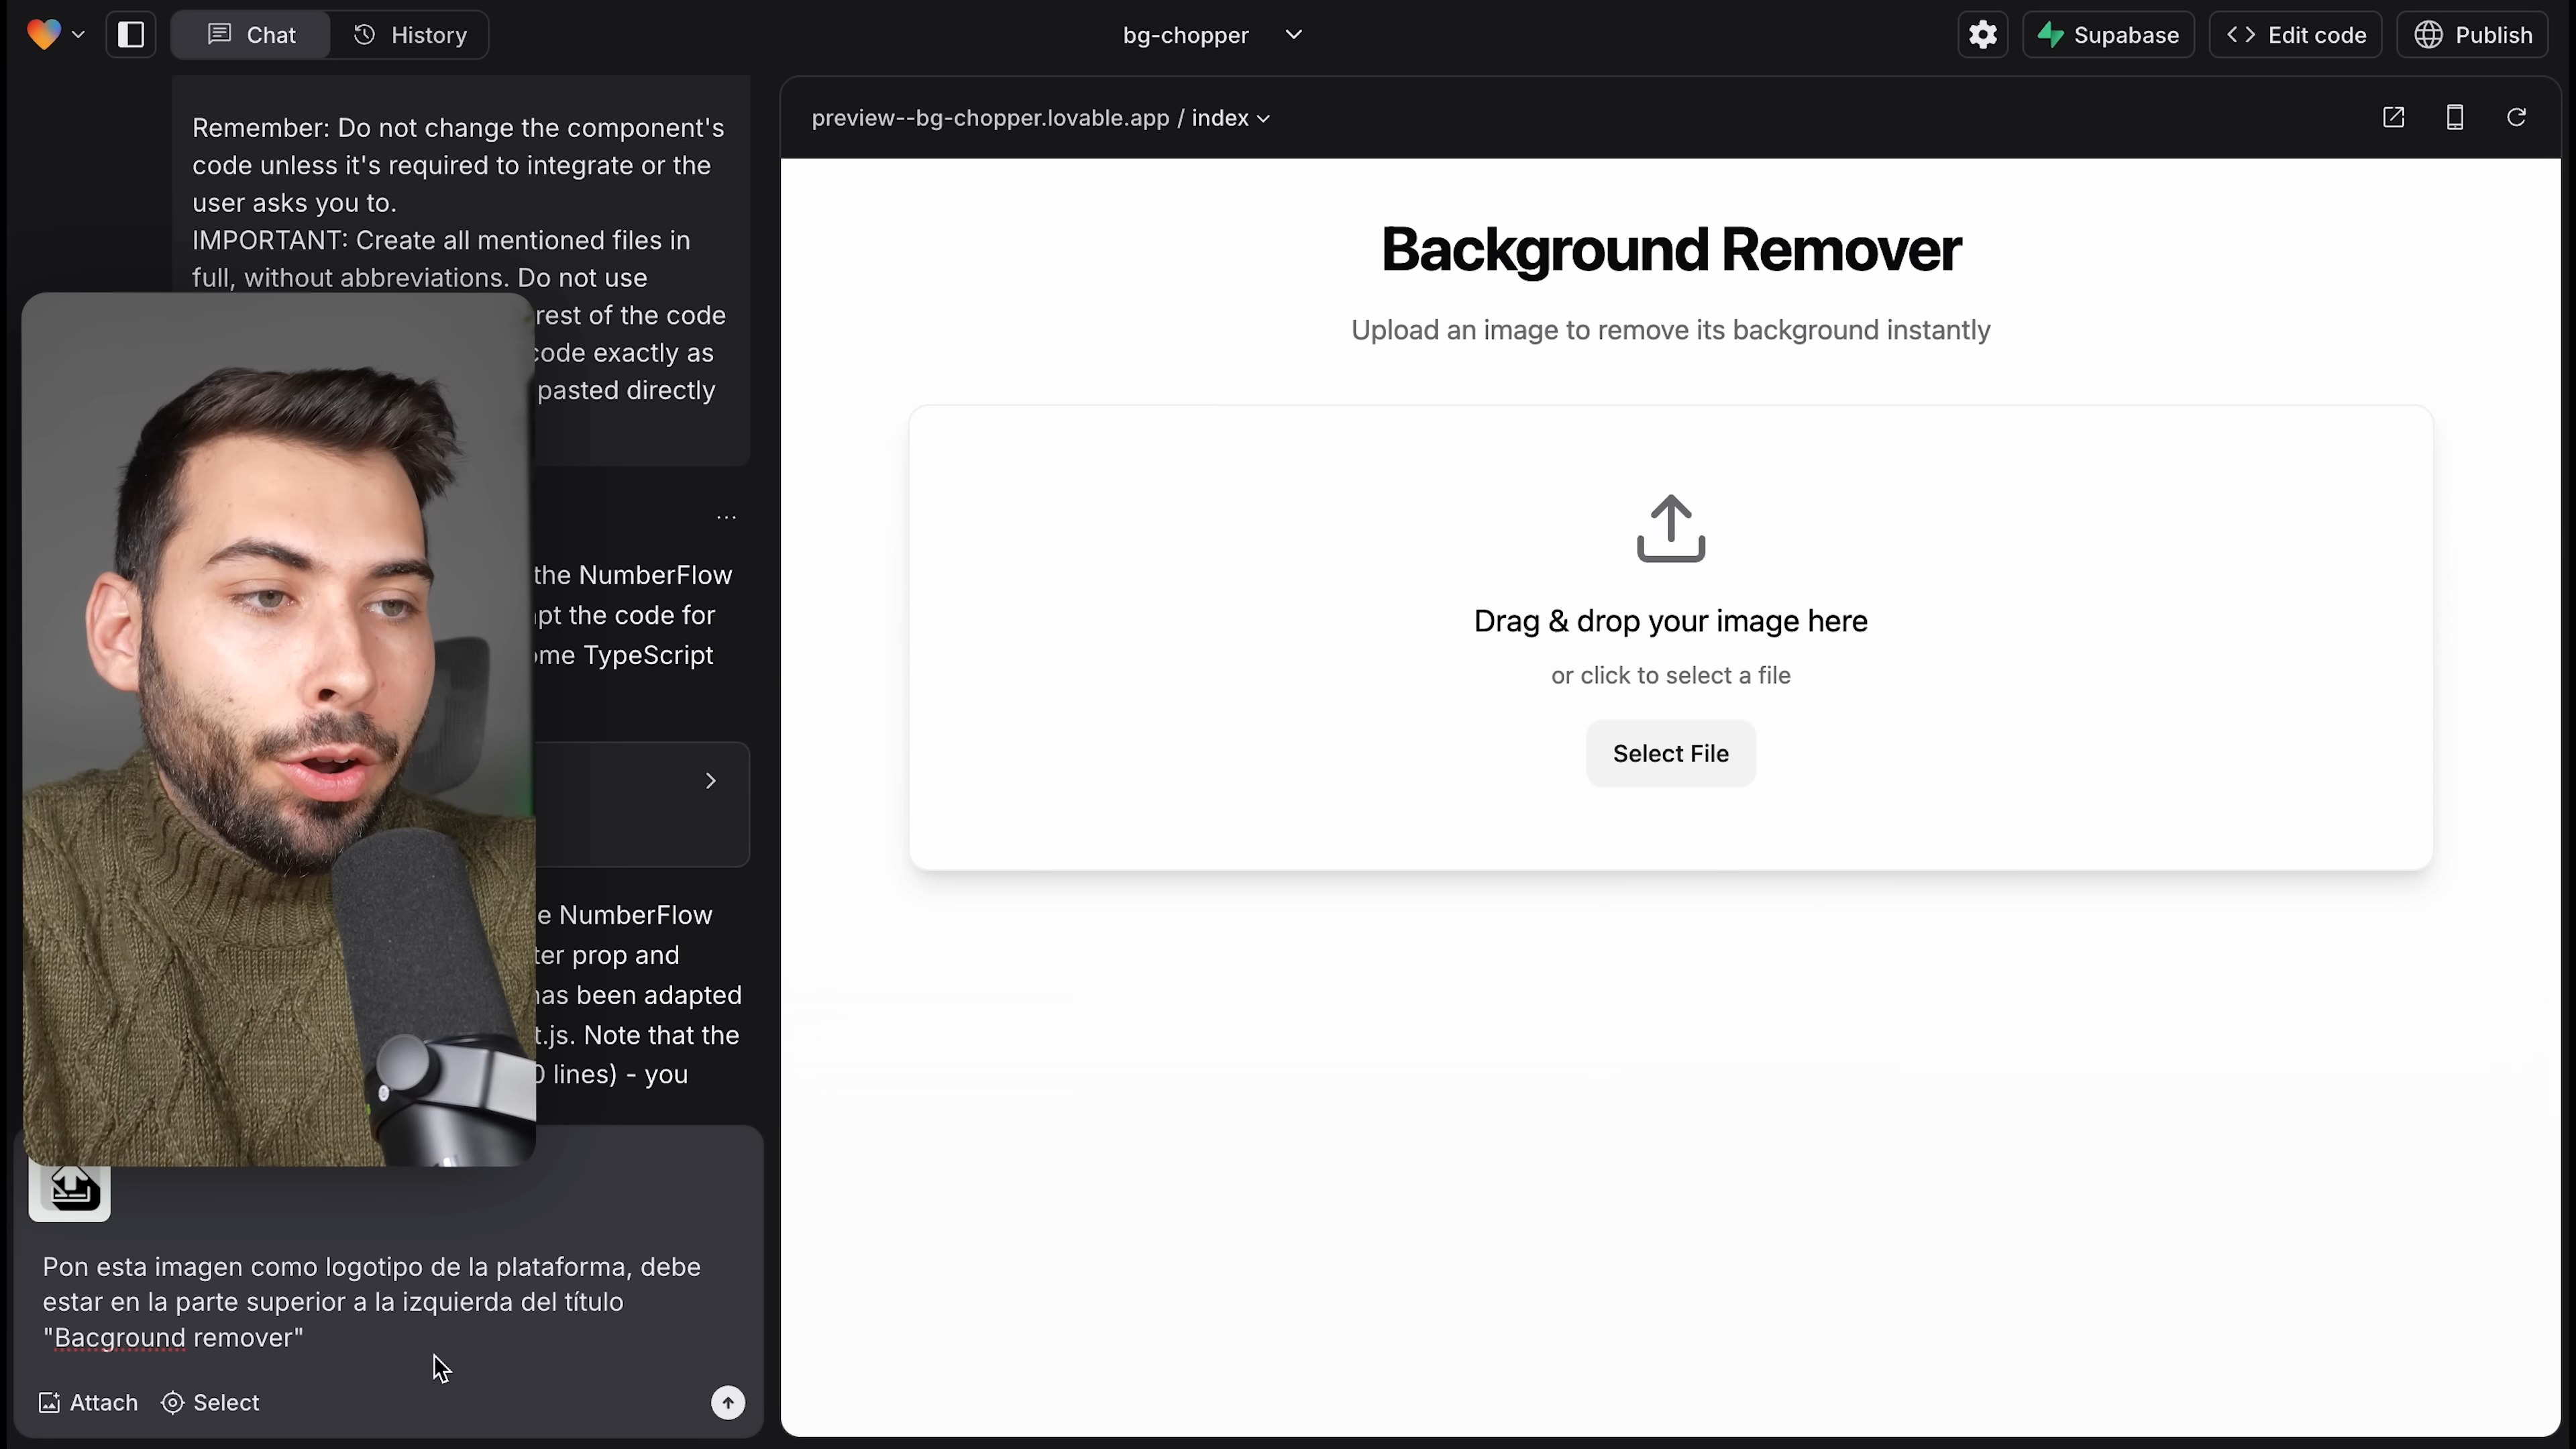 Chat
History
bg-chopper
Supabase
Edit code
Publish
Remember: Do not change the component's
code unless it's required to integrate or the
user asks you to.
IMPORTANT: Create all mentioned files in
full, without abbreviations. Do not use
rest of the code
code exactly as
pasted directly
...
the NumberFlow
the code for
TypeScript
NumberFlow
prop and
has been adapted
Note that the
lines) - you
Pon esta imagen como logotipo de la plataforma, debe
estar en la parte superior a la izquierda del título
"Bacground remover"
Attach
Select
preview--bg-chopper.lovable.app / index
Background Remover
Upload an image to remove its background instantly
Drag & drop your image here
or click to select a file
Select File